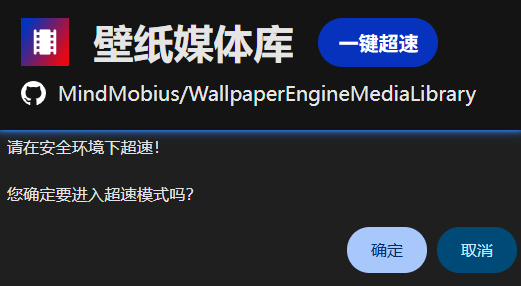 壁纸媒体库 一键超速
MindMobius/WallpaperEngineMediaLibrary
请在安全环境下超速！
您确定要进入超速模式吗？
确定 取消